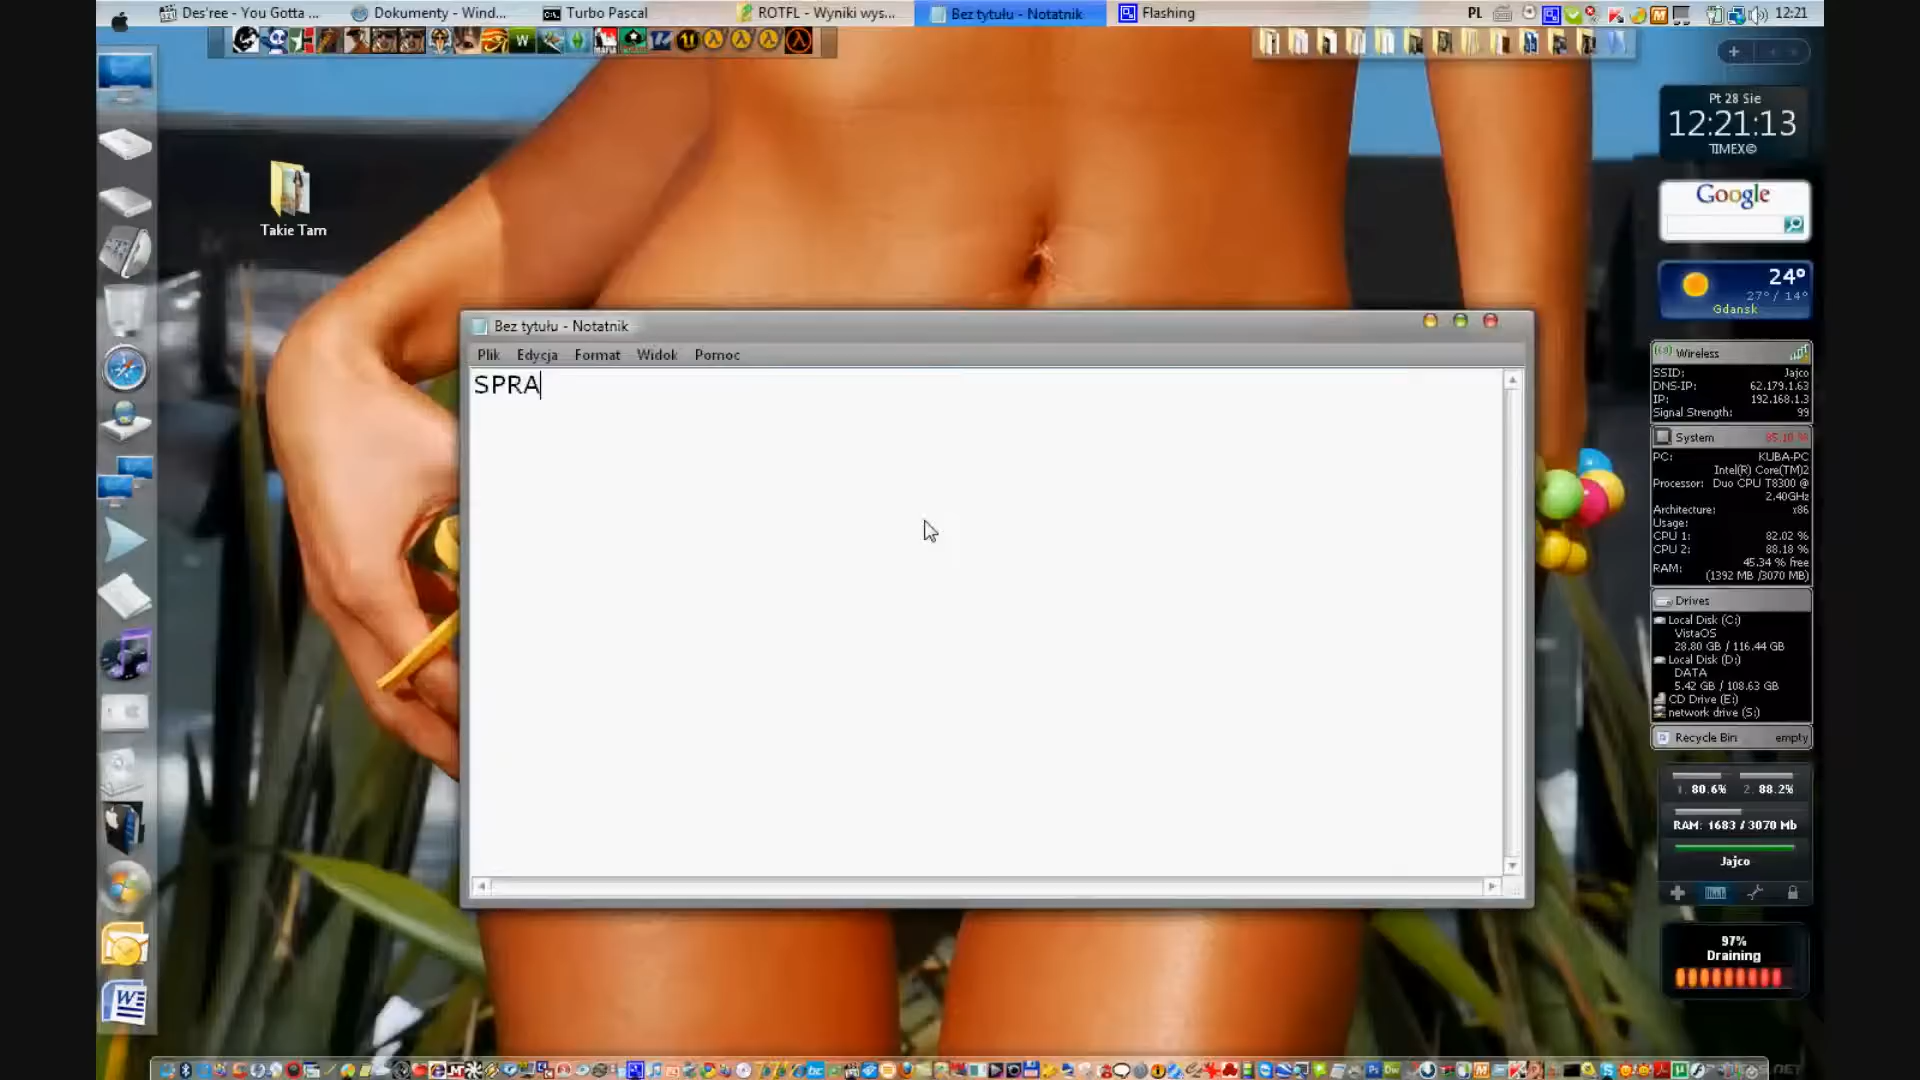 Des'ree - You Gotta ...
Dokumenty - Wind...
Turbo Pascal
ROTFL - Wyniki wys...
Bez tytułu - Notatnik
Flashing
PL
12:21
Takie Tam
Pt 28 Sie
12:21:13
TIMEX©
Google
24°
27° / 14°
Gdansk
Bez tytułu - Notatnik
Plik Edycja Format Widok Pomoc
SPRA
Wireless
SSID: Jajco
DNS-IP: 62.179.1.63
IP: 192.168.1.3
Signal Strength: 99
System 85.10 %
PC: KUBA-PC
Intel(R) Core(TM)2
Processor: Duo CPU T8300 @
2.40GHz
Architecture: x86
Usage:
CPU 1: 82.02 %
CPU 2: 88.18 %
RAM: 45.34 % free
(1392 MB /3070 MB)
Drives
Local Disk (C:)
VistaOS
28.80 GB / 116.44 GB
Local Disk (D:)
DATA
5.42 GB / 108.63 GB
CD Drive (E:)
network drive (S:)
Recycle Bin empty
1. 80.6% 2. 88.2%
RAM: 1683 / 3070 Mb
Jajco
97%
Draining